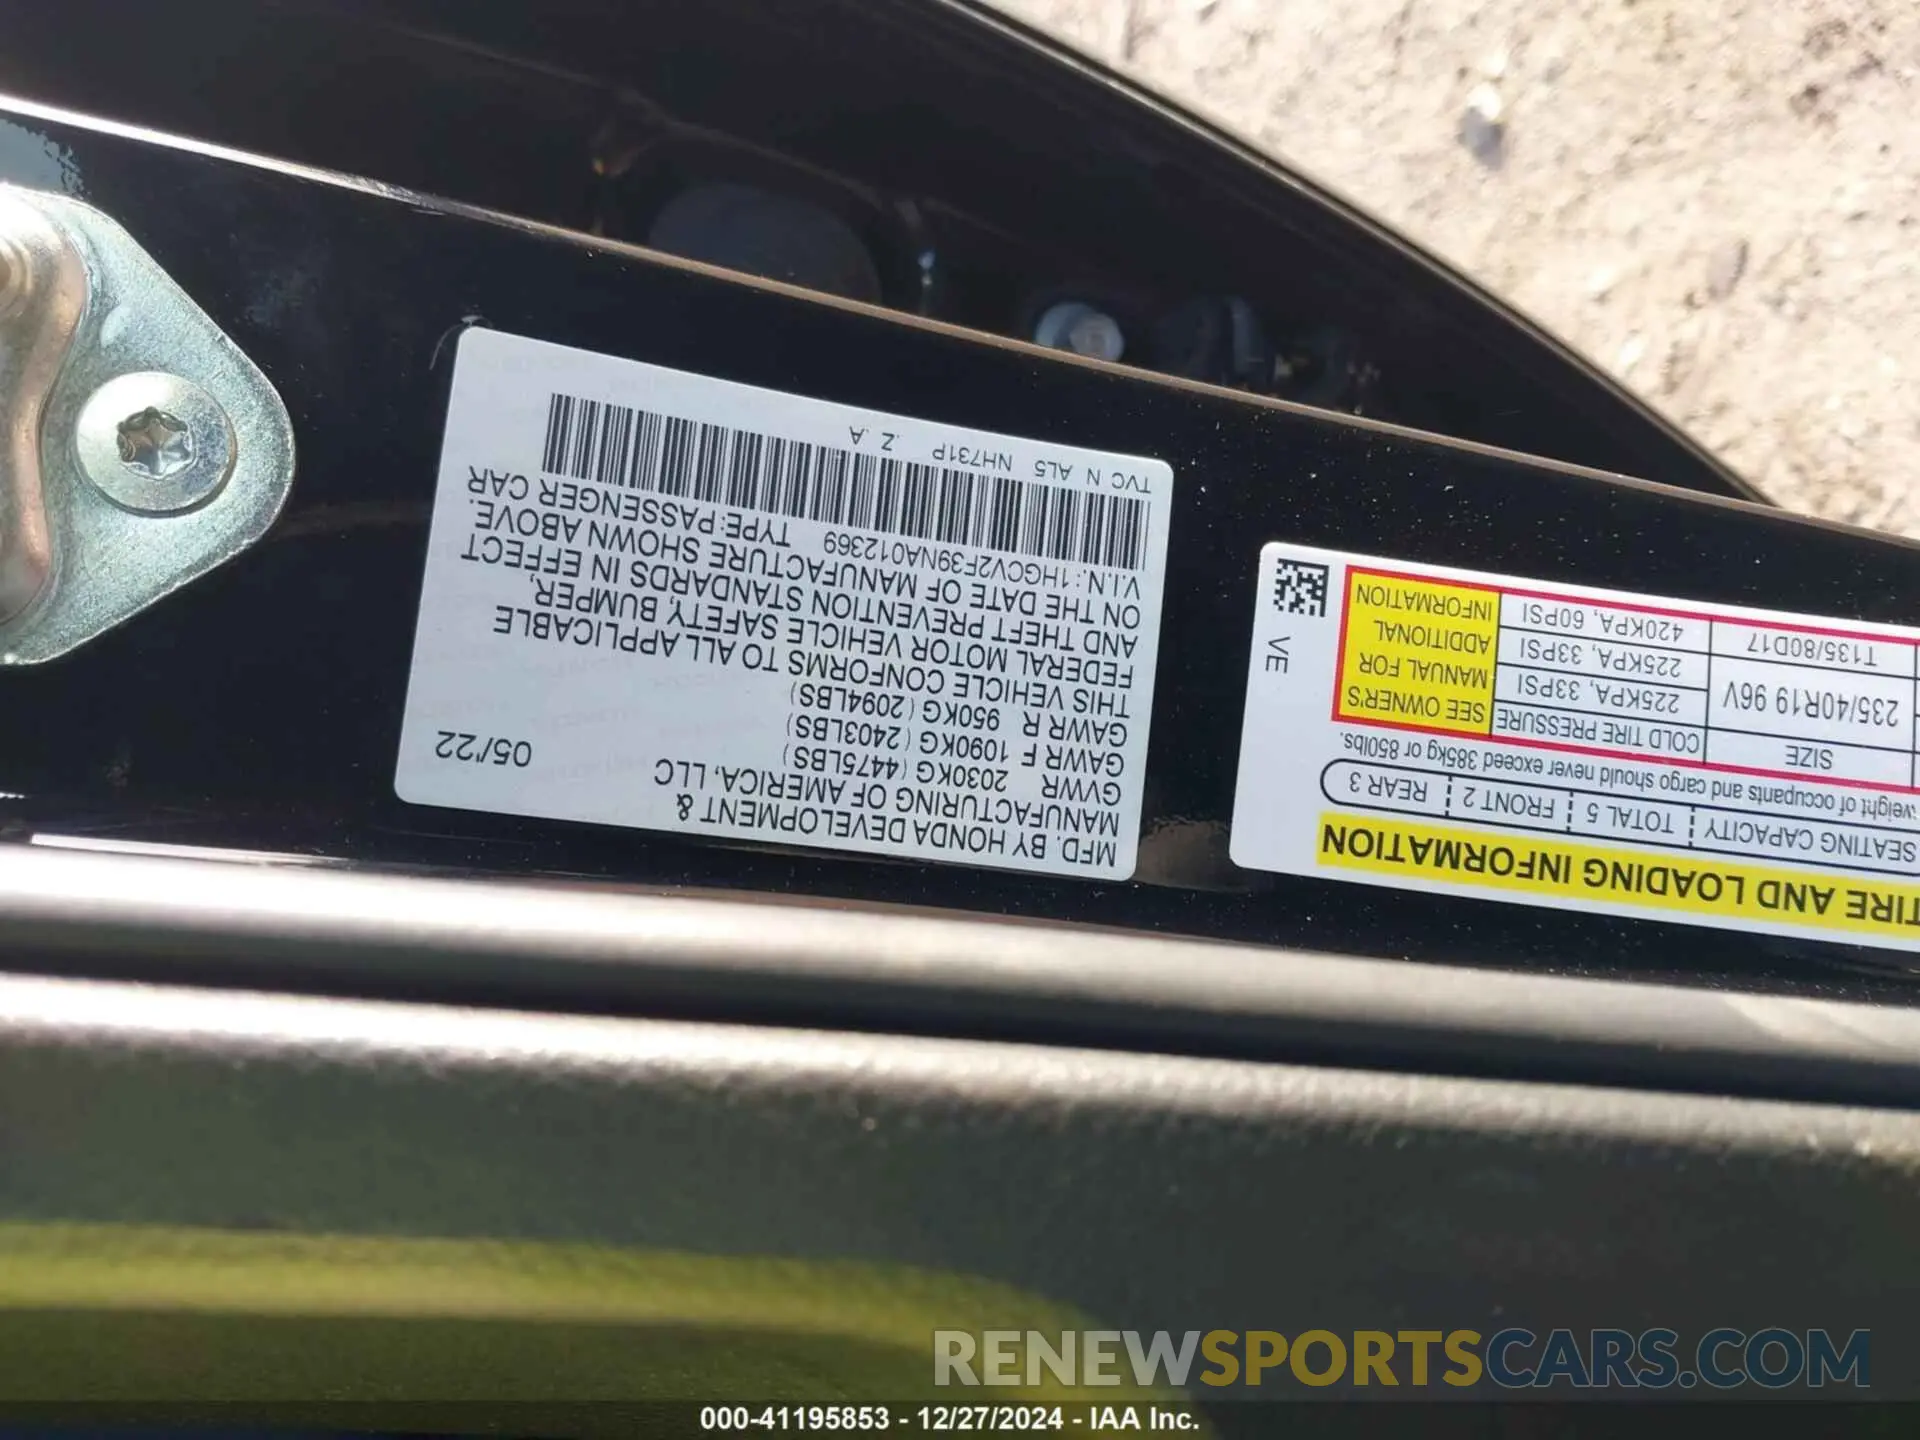 MFD. BY HONDA DEVELOPMENT &
MANUFACTURING OF AMERICA, LLC
GVWR 2030KG (4475LBS) 05/'22
GAWR F 1090KG (2403LBS)
GAWR R 950KG (2094LBS)
THIS VEHICLE CONFORMS TO ALL APPLICABLE
FEDERAL MOTOR VEHICLE SAFETY, BUMPER,
AND THEFT PREVENTION STANDARDS IN EFFECT
ON THE DATE OF MANUFACTURE SHOWN ABOVE.
V.I.N.: 1HGCV2F39NA012369 TYPE: PASSENGER CAR
TVC N AL5 NH731P .Z .A
TIRE AND LOADING INFORMATION
SEATING CAPACITY TOTAL 5 FRONT 2 REAR 3
weight of occupants and cargo should never exceed 385kg or 850lbs.
SIZE COLD TIRE PRESSURE
235/40R19 96V 225KPA, 33PSI
225KPA, 33PSI
T135/80D17 420KPA, 60PSI
SEE OWNER'S
MANUAL FOR
ADDITIONAL
INFORMATION
VE
RENEWSPORTSCARS.COM
000-41195853 - 12/27/2024 - IAA Inc.